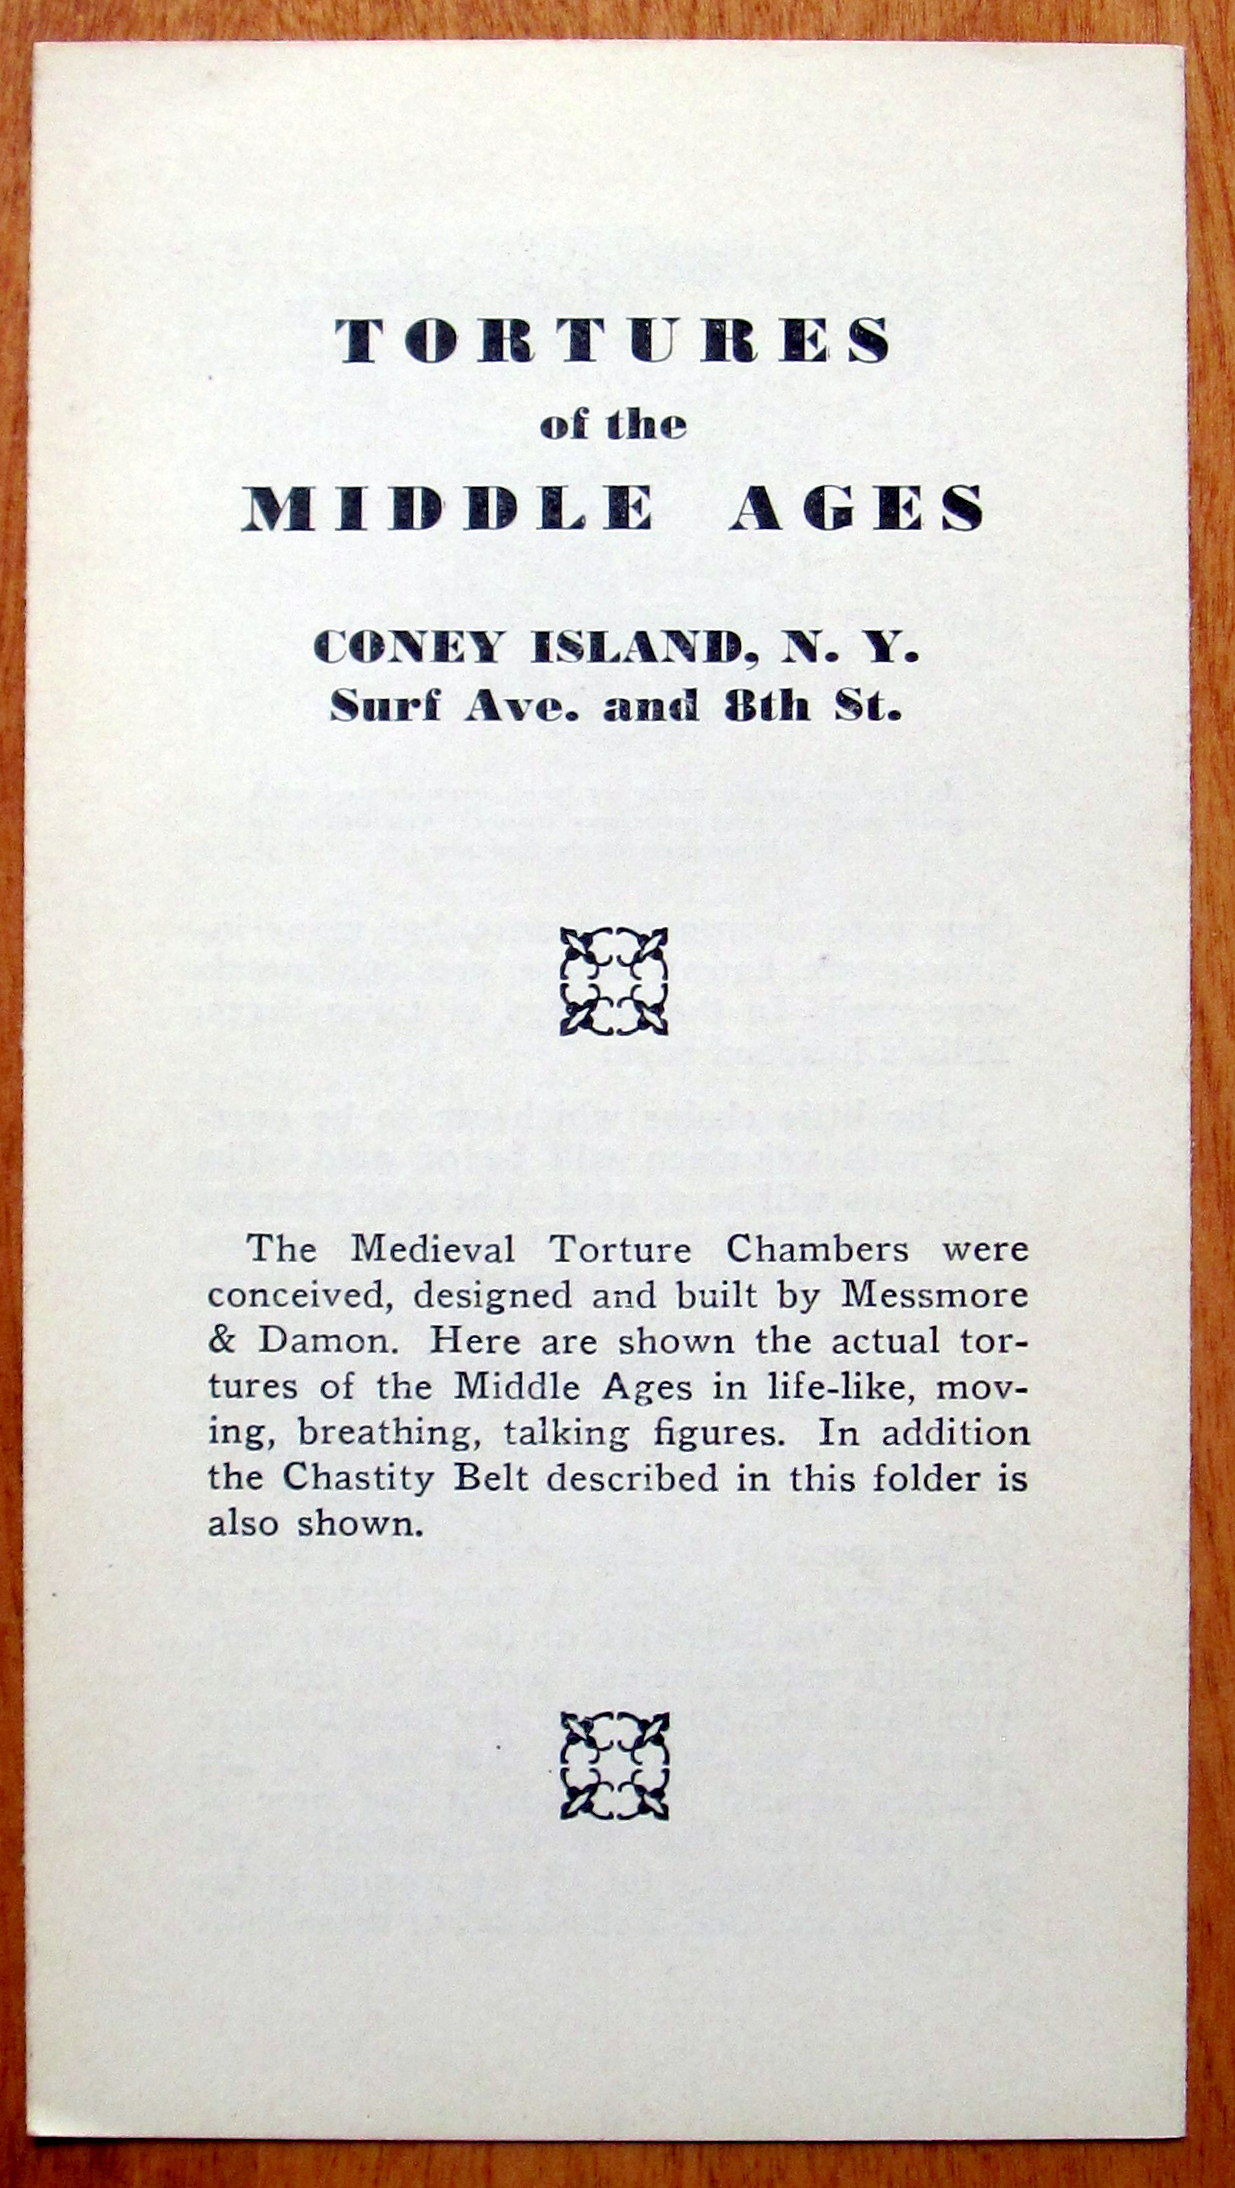 TORTURES
of the
MIDDLE AGES
CONEY ISLAND, N. Y.
Surf Ave. and 8th St.
The Medieval Torture Chambers were
conceived, designed and built by Messmore
& Damon. Here are shown the actual tor-
tures of the Middle Ages in life-like, mov-
ing, breathing, talking figures. In addition
the Chastity Belt described in this folder is
also shown.